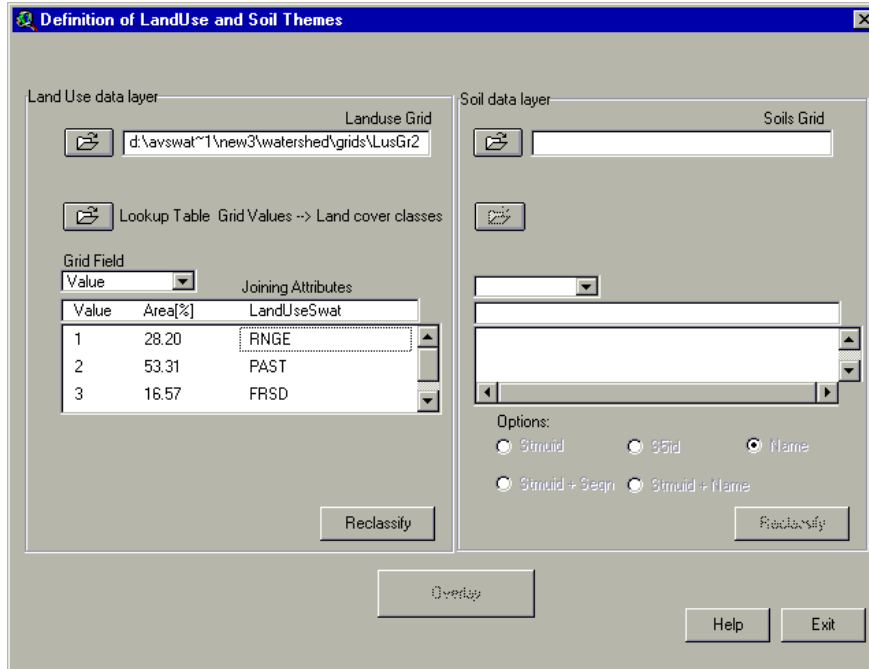 Definition of LandUse and Soil Themes
Land Use data layer
Landuse Grid
d:\avswat~1\new3\watershed\grids\LusGr2
Lookup Table Grid Values --> Land cover classes
Grid Field
Value
Joining Attributes
Value Area[%] LandUseSwat
1 28.20 RNGE
2 53.31 PAST
3 16.57 FRSD
Reclassify
Soil data layer
Soils Grid
Options:
Stmuid S5id Name
Stmuid + Seqn Stmuid + Name
Reclassify
Overlay
Help Exit